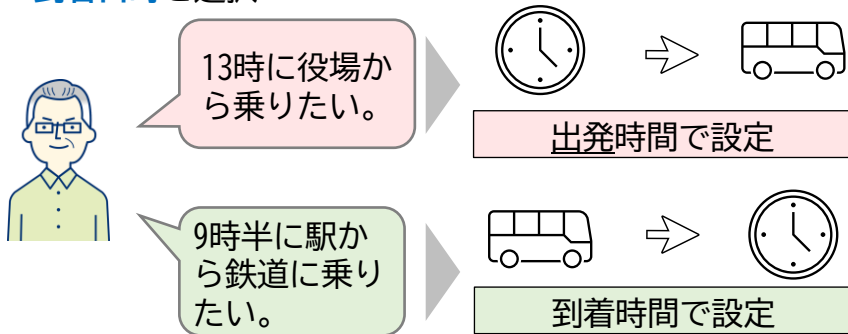 13時に役場か
ら乗りたい。
出発時間で設定
9時半に駅か
ら鉄道に乗り
たい。
到着時間で設定